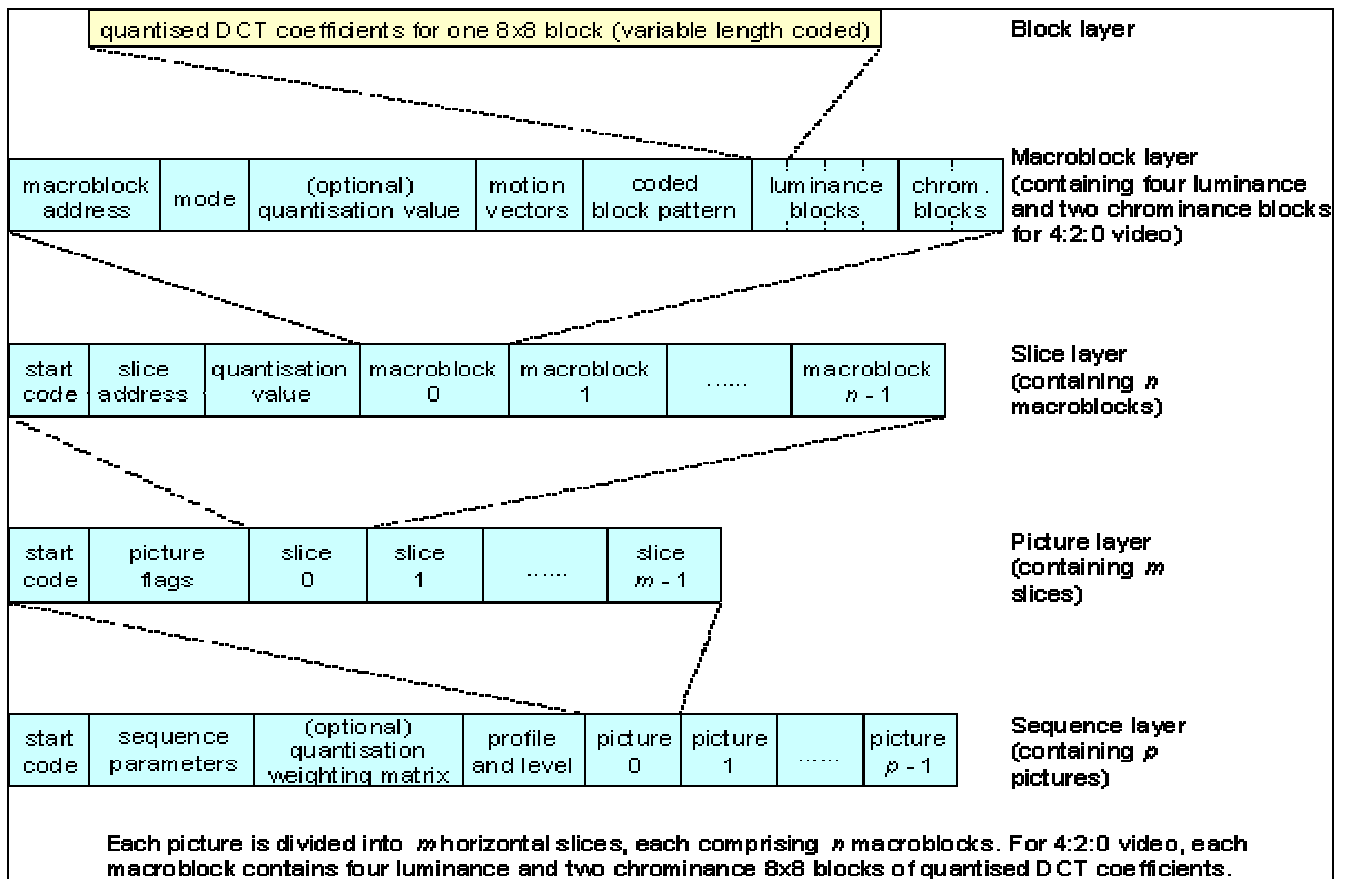 quantised DCT coefficients for one 8x8 block (variable length coded)
Block layer
macroblock
address
mode
(optional)
quantisation value
motion
vectors
coded
block pattern
luminance
blocks
chrom.
blocks
Macroblock layer
(containing four luminance
and two chrominance blocks
for 4:2:0 video)
start
code
slice
address
quantisation
value
macroblock
0
macroblock
1
......
macroblock
n - 1
Slice layer
(containing n
macroblocks)
start
code
picture
flags
slice
0
slice
1
......
slice
m - 1
Picture layer
(containing m
slices)
start
code
sequence
parameters
(optional)
quantisation
weighting matrix
profile
and level
picture
0
picture
1
......
picture
p - 1
Sequence layer
(containing p
pictures)
Each picture is divided into m horizontal slices, each comprising n macroblocks. For 4:2:0 video, each
macroblock contains four luminance and two chrominance 8x8 blocks of quantised DCT coefficients.